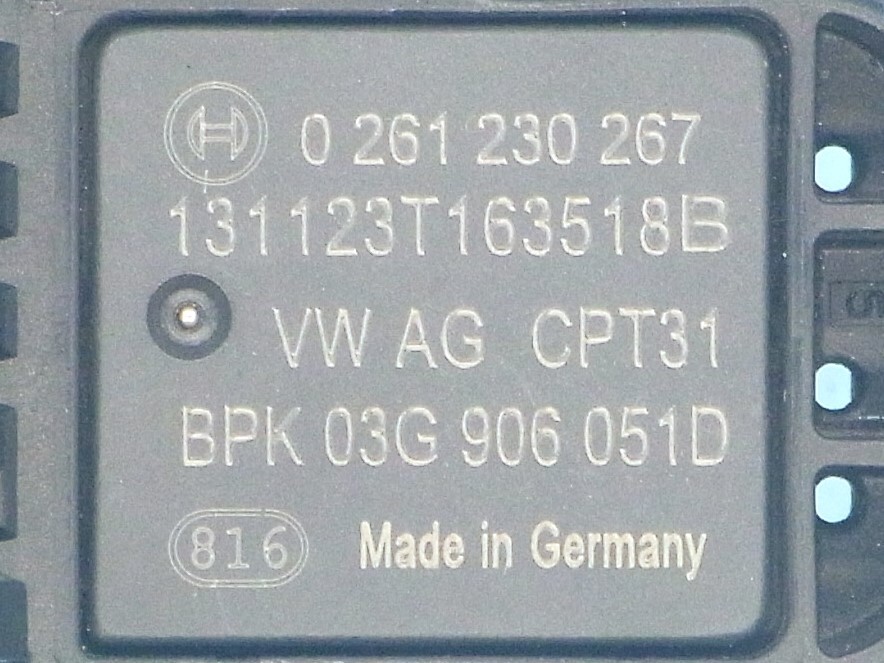 0 261 230 267
131123T163518B
VW AG CPT31
BPK 03G 906 051D
816 Made in Germany